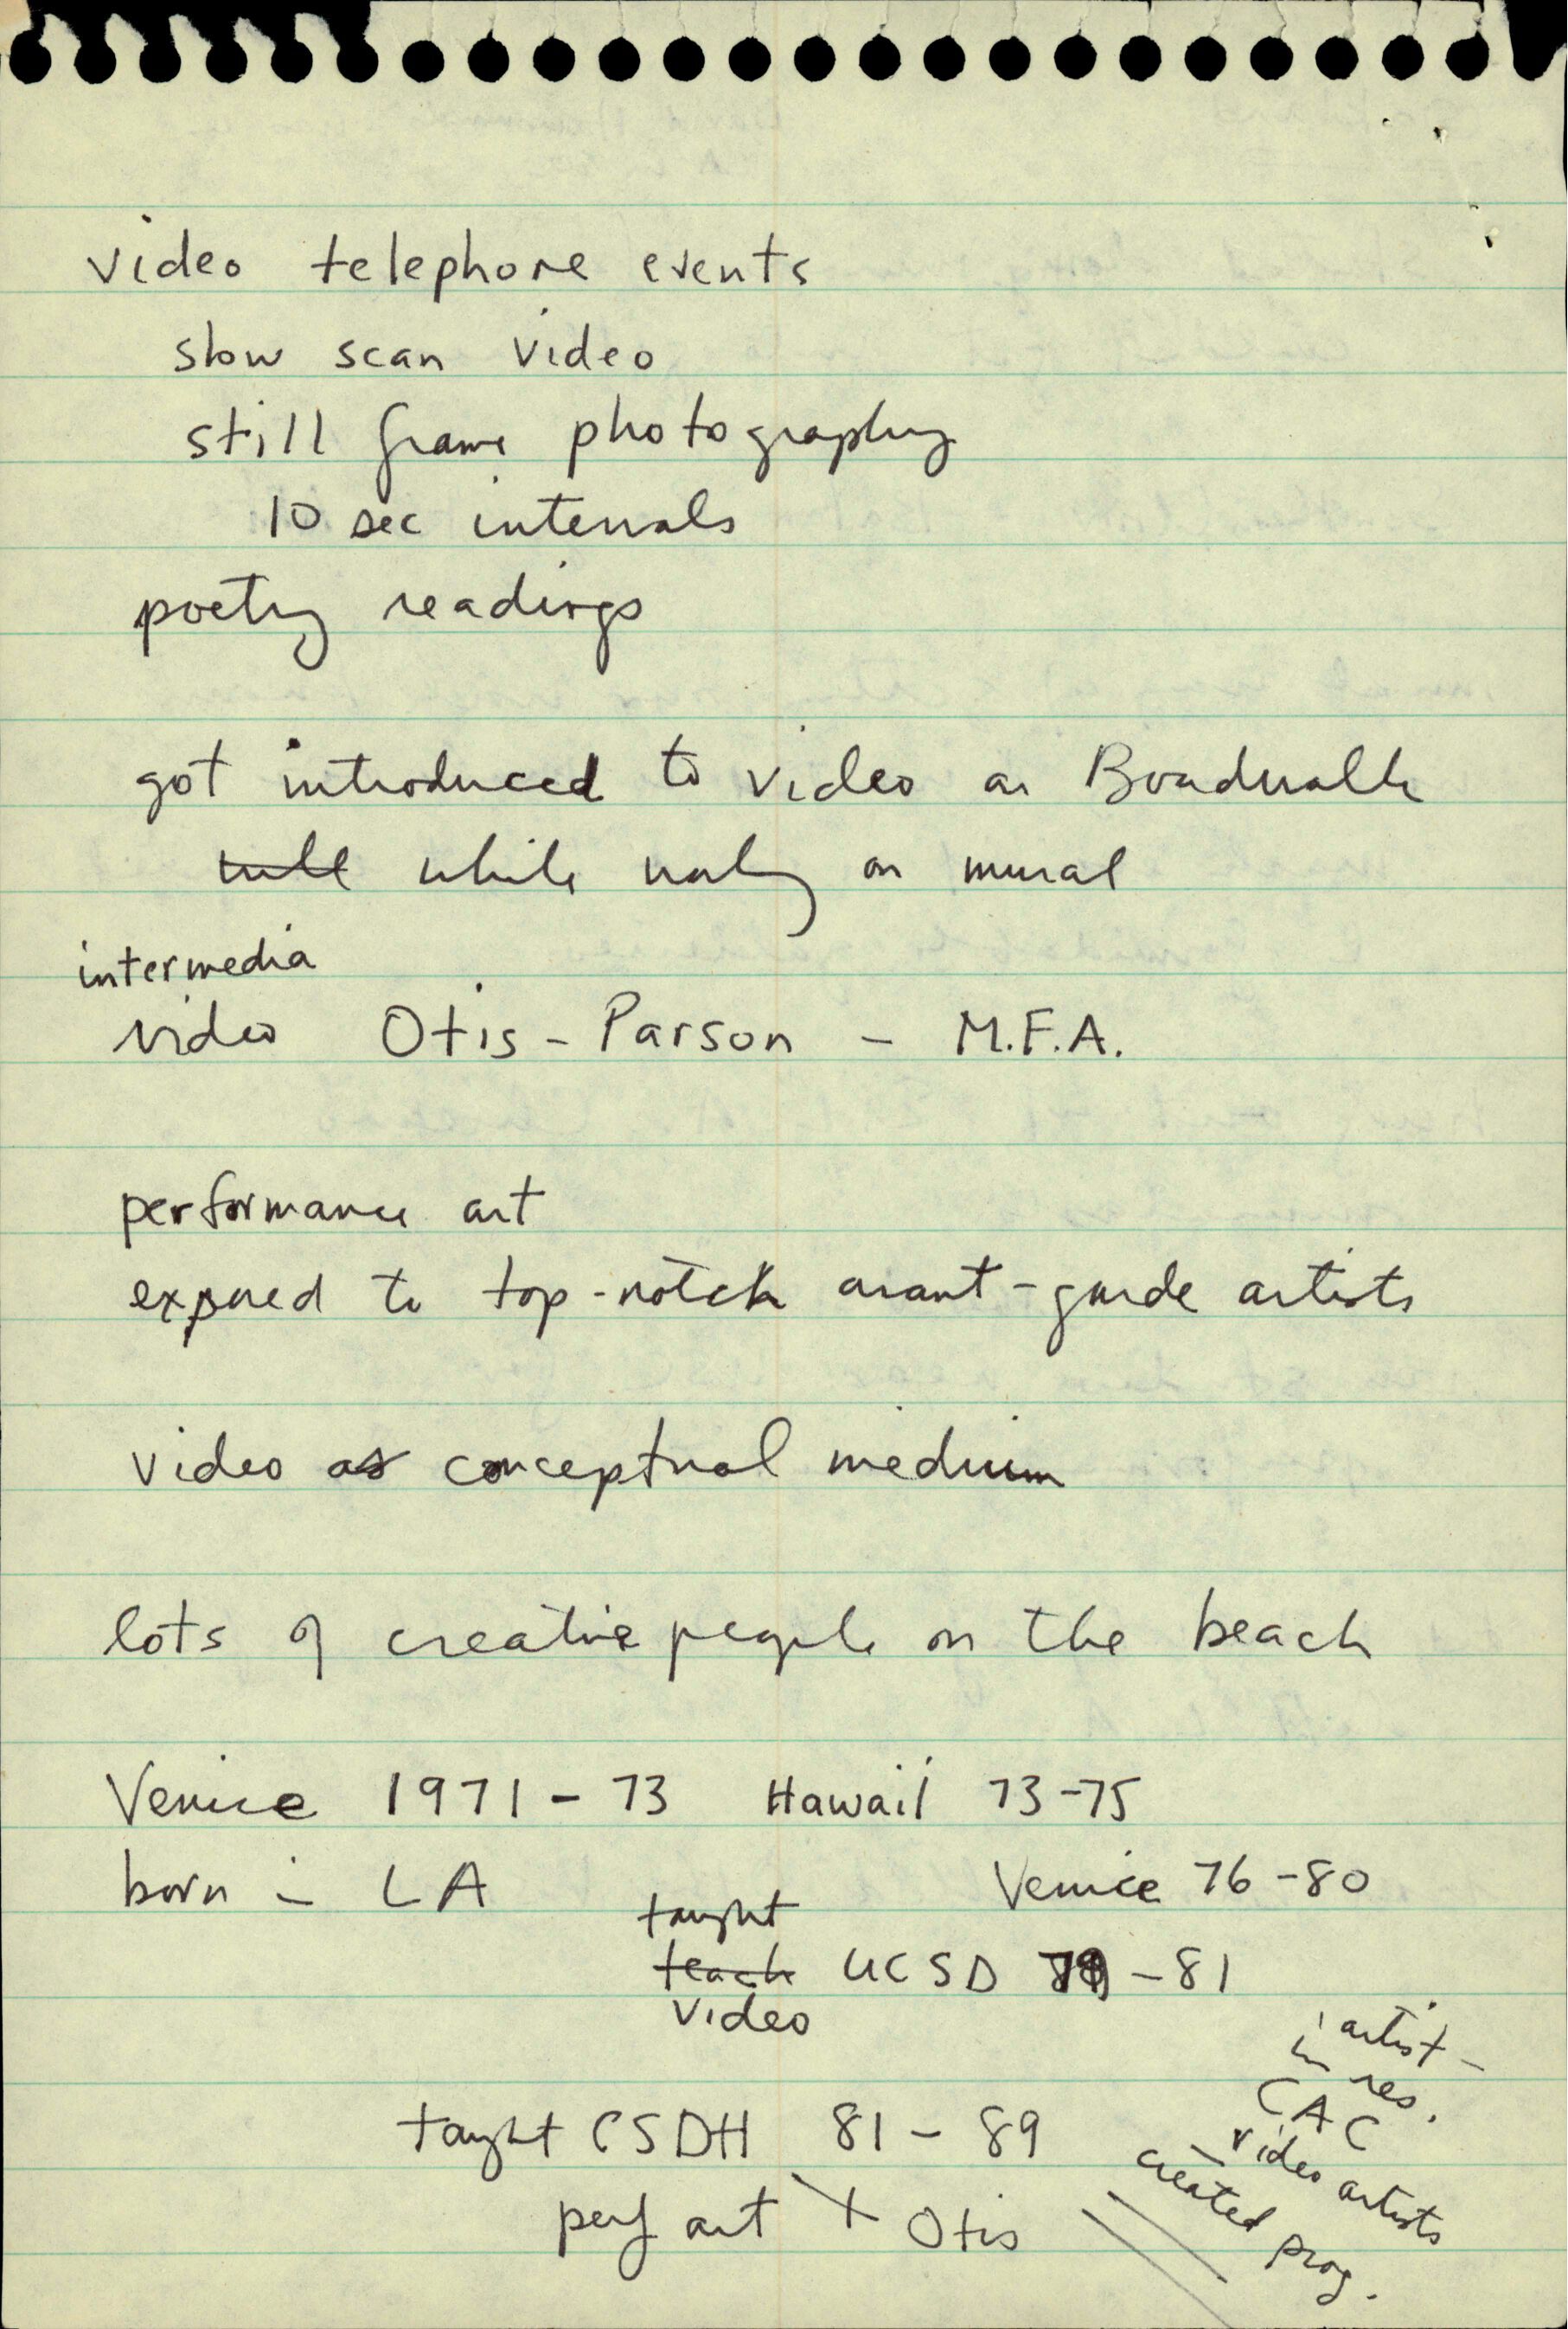 video telephone events
slow scan video
still frame photography
10 sec intervals
poetry readings
got introduced to video on Boardwalk
while working on mural
intermedia
video Otis - Parson - M.F.A.
performance art
exposed to top-notch avant-garde artists
video as conceptual medium
lots of creative people on the beach
Venice 1971 - 73 Hawaii 73-75
born in LA Venice 76-80
taught
teach UCSD 79 - 81
video
taught CSDH 81 - 89
perf art + Otis
artist-
in res.
CAC
video artists
created prog.